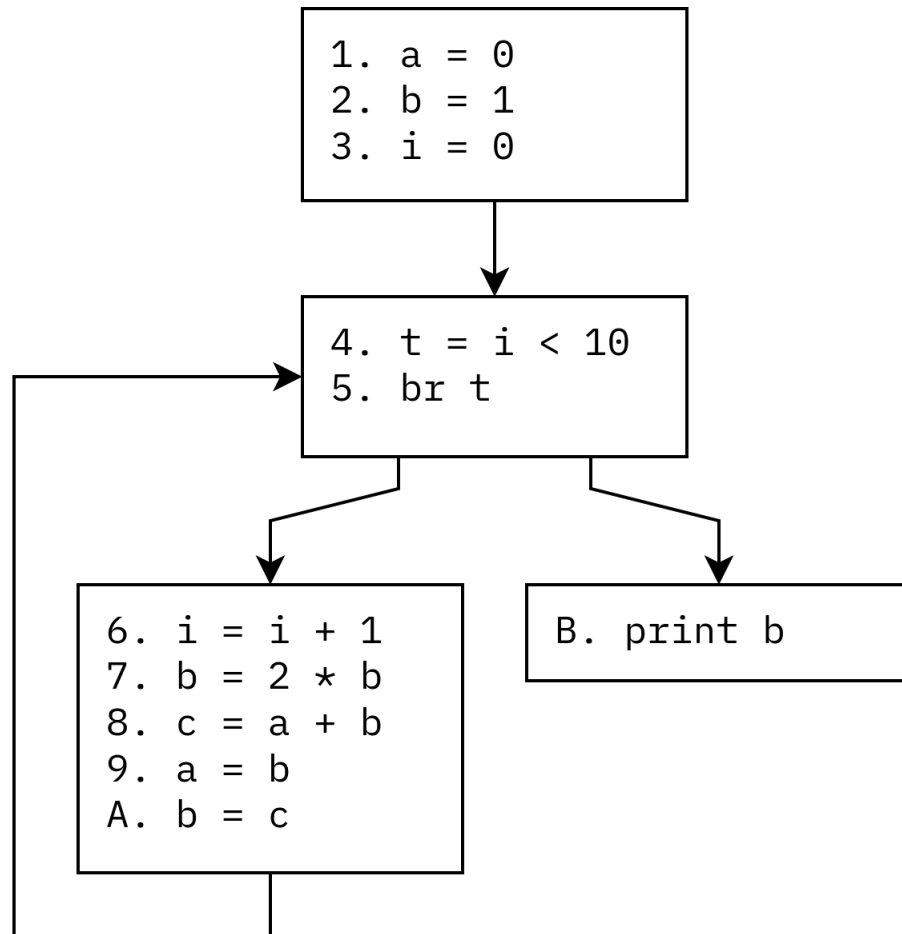 1. a = 0
2. b = 1
3. i = 0
4. t = i < 10
5. br t
6. i = i + 1
7. b = 2 * b
8. c = a + b
9. a = b
A. b = c
B. print b